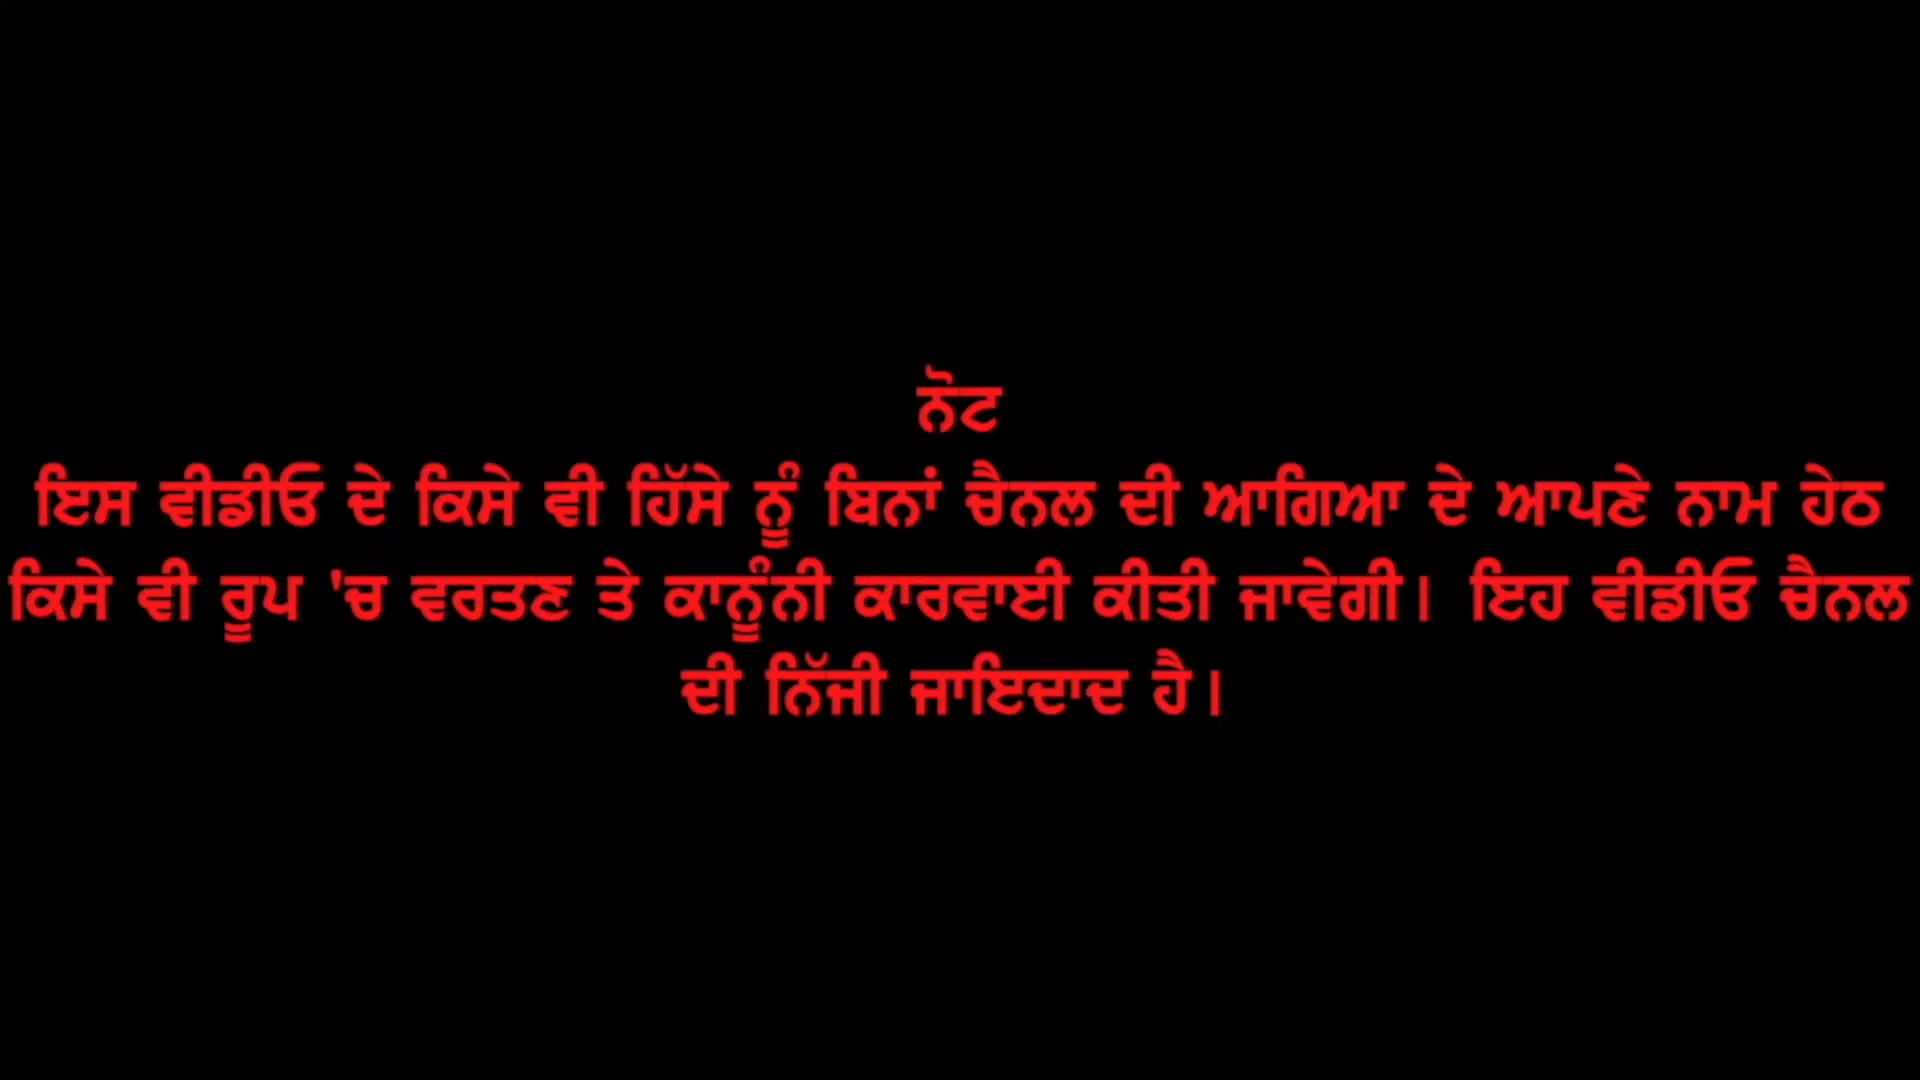 ਨੋਟ
ਇਸ ਵੀਡੀਓ ਦੇ ਕਿਸੇ ਵੀ ਹਿੱਸੇ ਨੂੰ ਬਿਨਾਂ ਚੈਨਲ ਦੀ ਆਗਿਆ ਦੇ ਆਪਣੇ ਨਾਮ ਹੇਠ
ਕਿਸੇ ਵੀ ਰੂਪ 'ਚ ਵਰਤਣ ਤੇ ਕਾਨੂੰਨੀ ਕਾਰਵਾਈ ਕੀਤੀ ਜਾਵੇਗੀ। ਇਹ ਵੀਡੀਓ ਚੈਨਲ
ਦੀ ਨਿੱਜੀ ਜਾਇਦਾਦ ਹੈ।